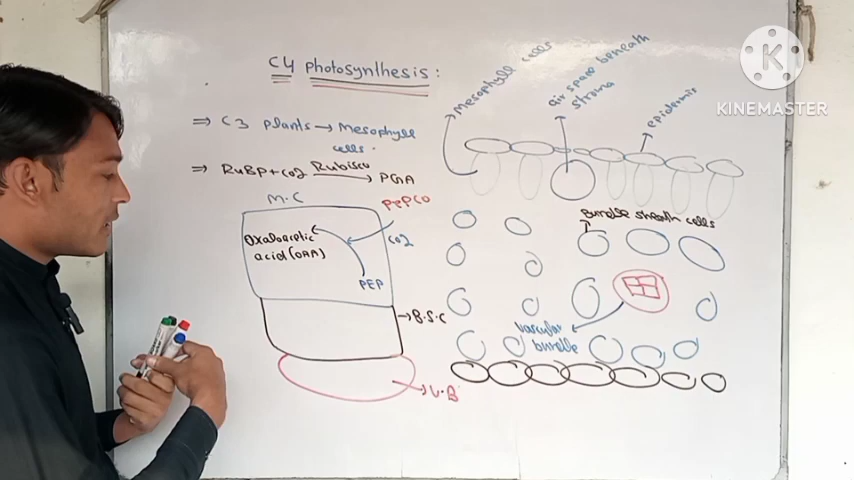 C4 Photosynthesis:
⇒ C3 plants → Mesophyll
cells.
⇒ RuBP + CO2 Rubisco → PGA
M.C
PEPCO
Oxaloacetic
acid (OAA)
CO2
PEP
B.S.C
V.B
Mesophyll cells
air space beneath
stroma
epidermis
Bundle sheath cells
vascular
bundle
K
KINEMASTER